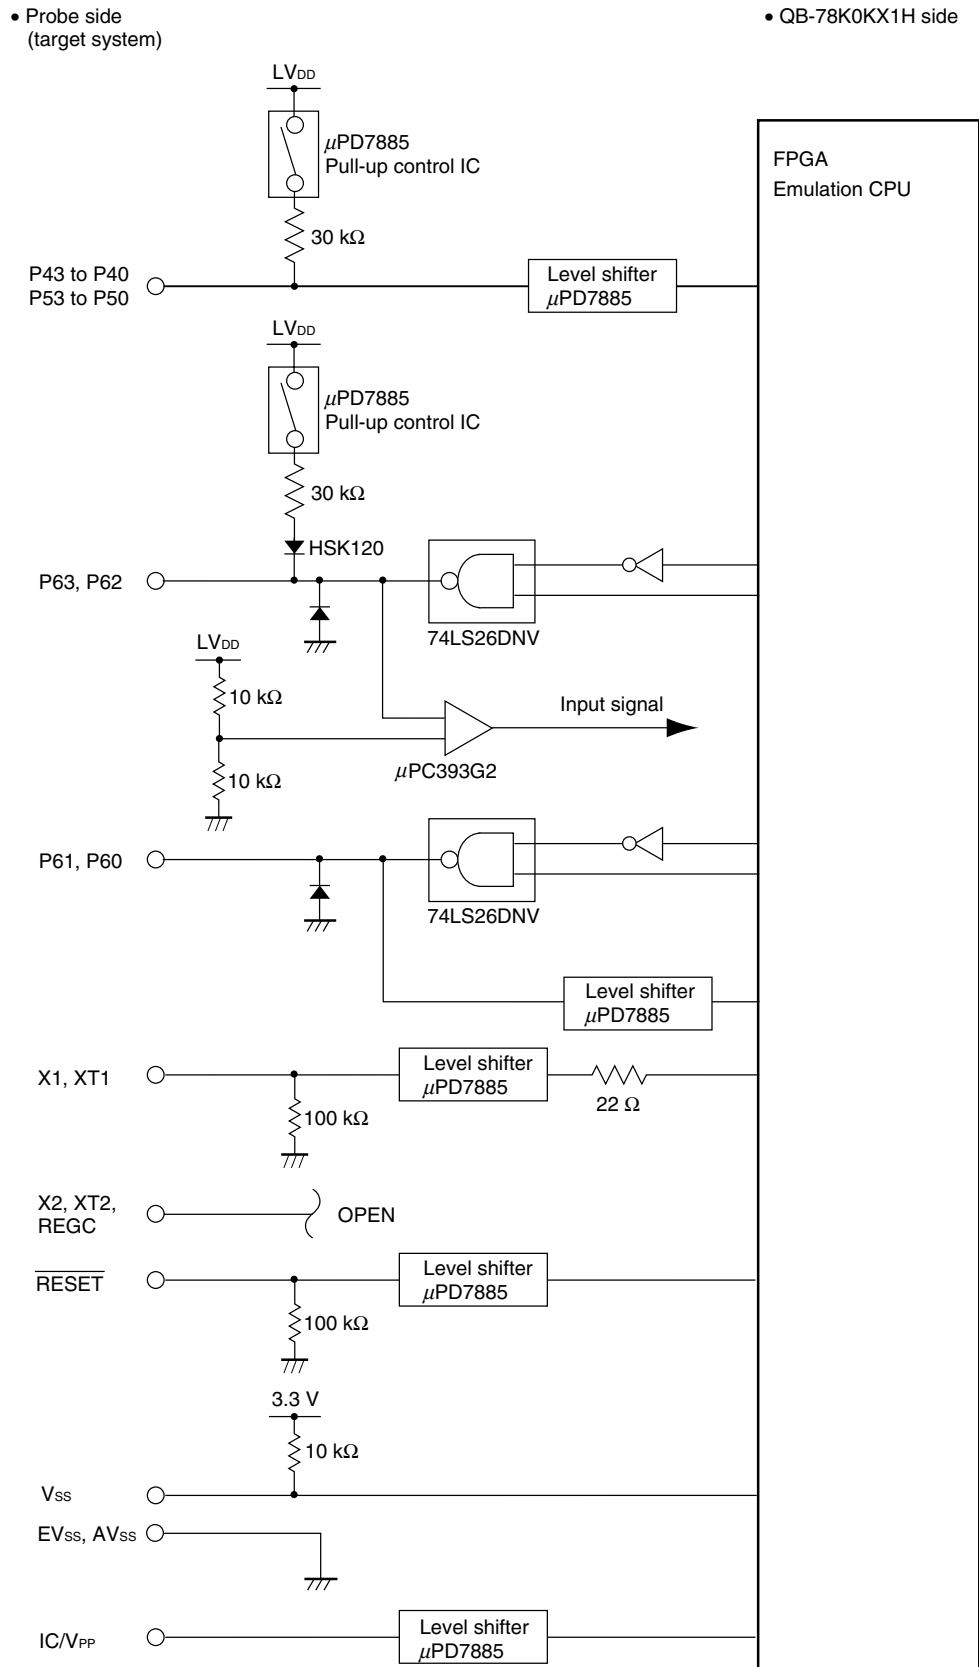 • Probe side
(target system)
• QB-78K0KX1H side
LVDD
μPD7885
Pull-up control IC
FPGA
Emulation CPU
30 kΩ
P43 to P40
P53 to P50
Level shifter
μPD7885
LVDD
μPD7885
Pull-up control IC
30 kΩ
HSK120
P63, P62
74LS26DNV
LVDD
10 kΩ
Input signal
μPC393G2
10 kΩ
P61, P60
74LS26DNV
Level shifter
μPD7885
X1, XT1
Level shifter
μPD7885
22 Ω
100 kΩ
X2, XT2,
REGC
OPEN
RESET
Level shifter
μPD7885
100 kΩ
3.3 V
10 kΩ
VSS
EVSS, AVSS
IC/VPP
Level shifter
μPD7885